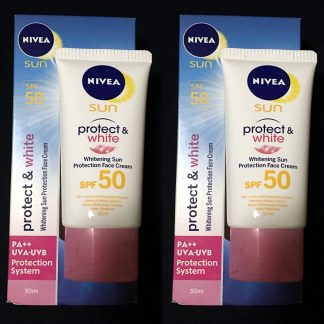 NIVEA
sun
SPF
50
protect & white
Whitening Sun Protection Face Cream
PA++
UVA-UVB
Protection
System
50ml
NIVEA
sun
protect &
white
Whitening Sun
Protection Face Cream
SPF 50
NIVEA
sun
SPF
50
protect & white
Whitening Sun Protection Face Cream
PA++
UVA-UVB
Protection
System
50ml
NIVEA
sun
protect &
white
Whitening Sun
Protection Face Cream
SPF 50